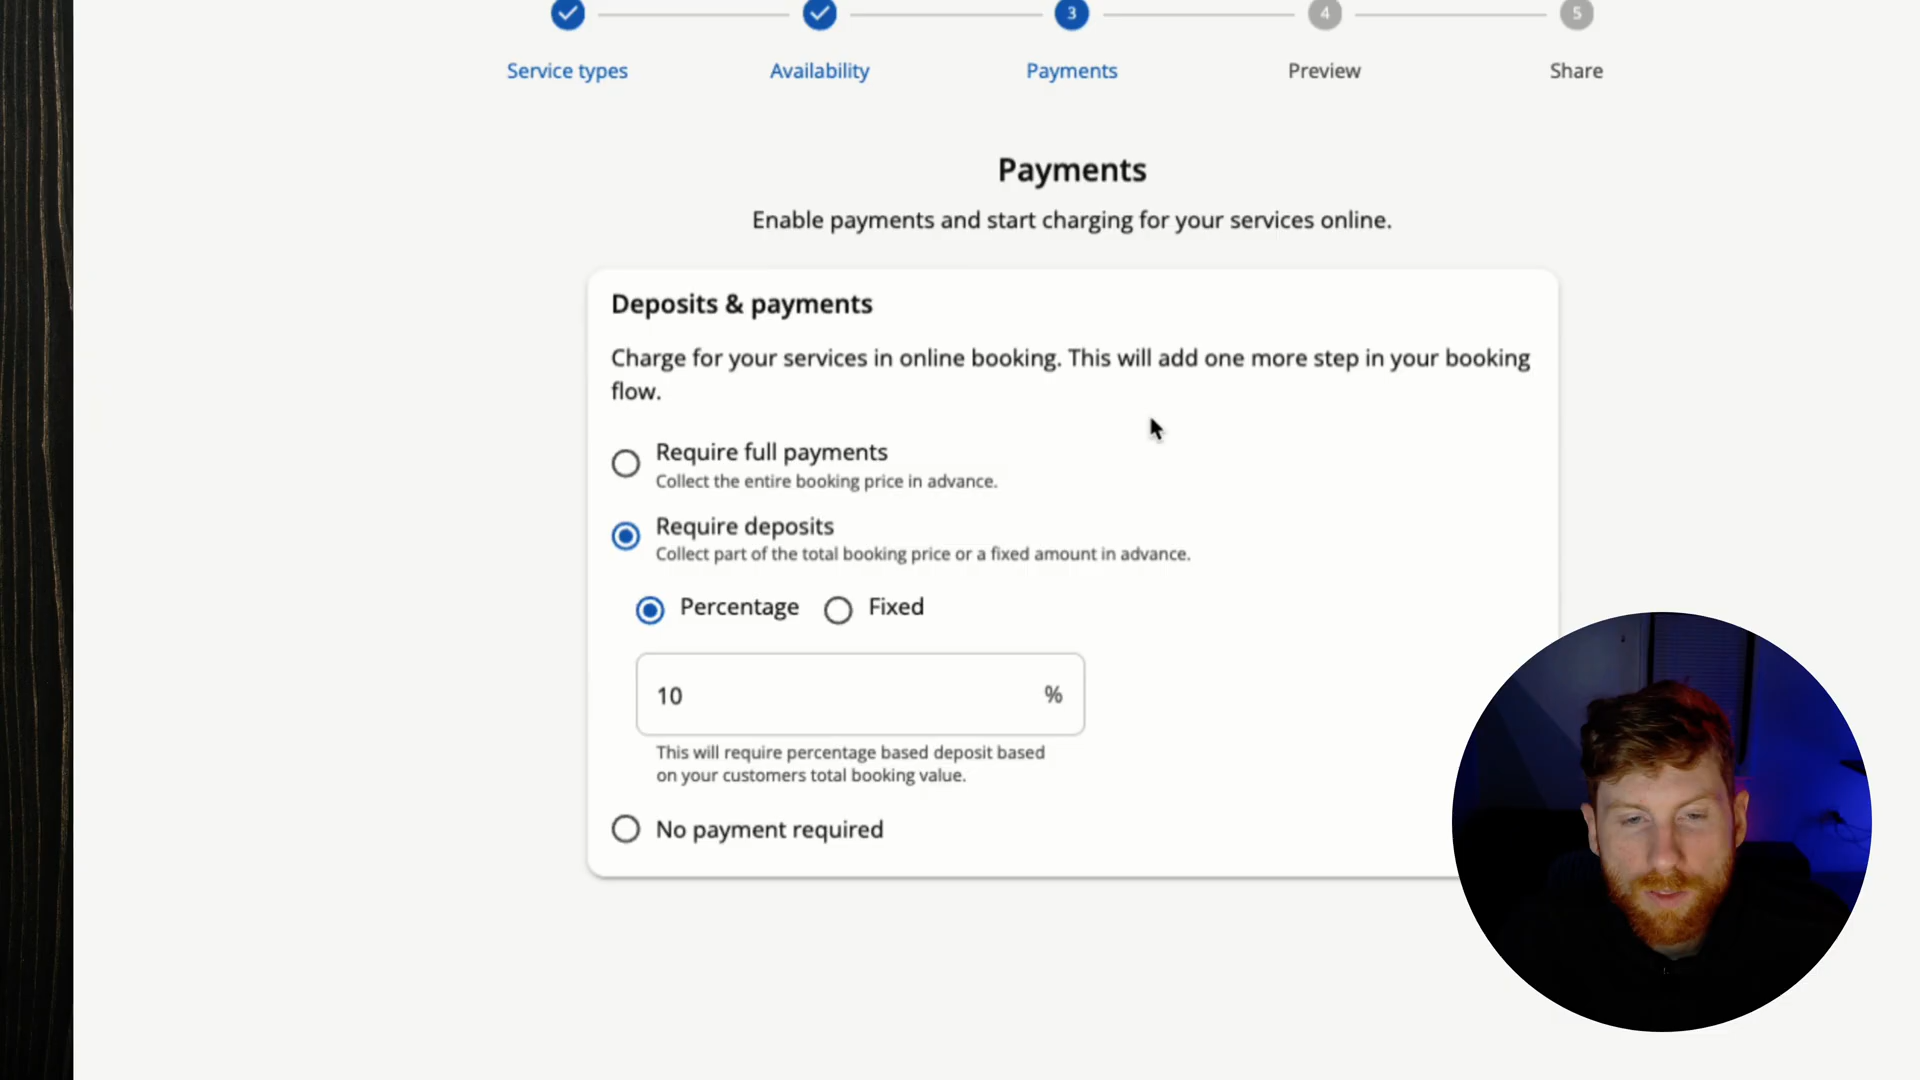 3
4
5
Service types
Availability
Payments
Preview
Share
Payments
Enable payments and start charging for your services online.
Deposits & payments
Charge for your services in online booking. This will add one more step in your booking
flow.
Require full payments
Collect the entire booking price in advance.
Require deposits
Collect part of the total booking price or a fixed amount in advance.
Percentage
Fixed
10
%
This will require percentage based deposit based
on your customers total booking value.
No payment required